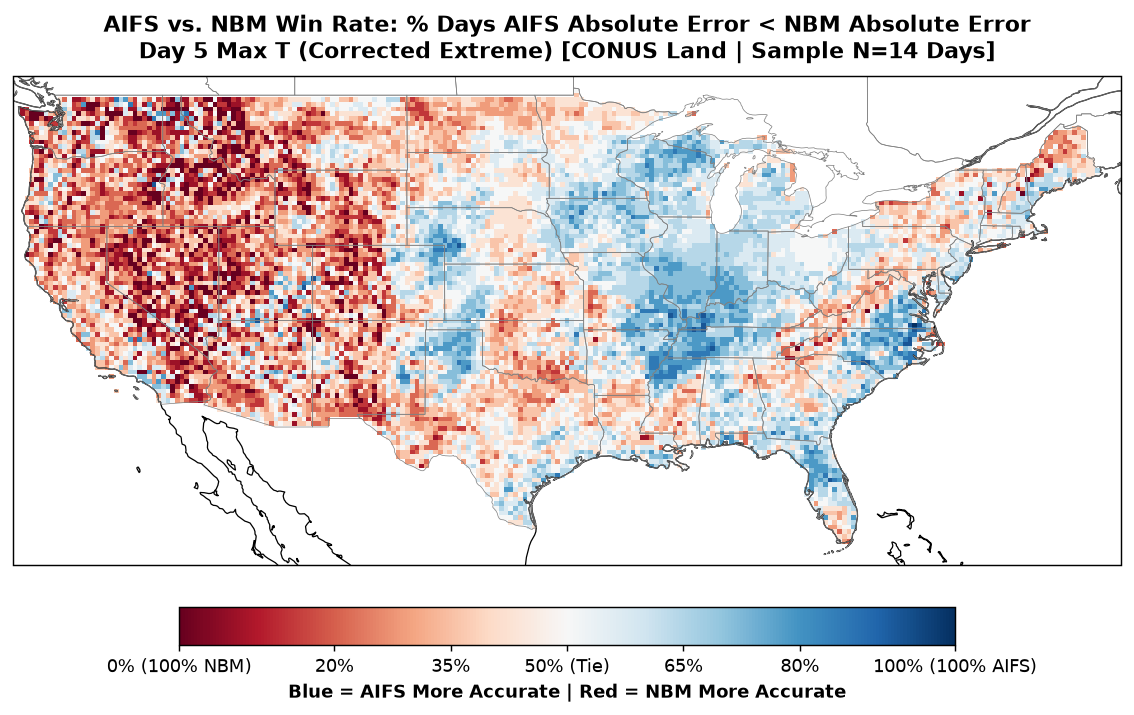 AIFS vs. NBM Win Rate: % Days AIFS Absolute Error < NBM Absolute Error
Day 5 Max T (Corrected Extreme) [CONUS Land | Sample N=14 Days]
0% (100% NBM) 20% 35% 50% (Tie) 65% 80% 100% (100% AIFS)
Blue = AIFS More Accurate | Red = NBM More Accurate